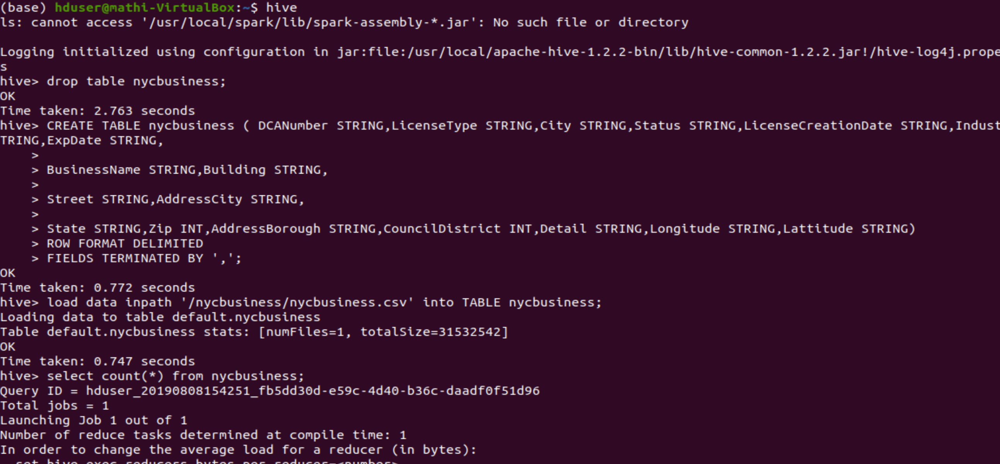 (base) hduser@mathi-VirtualBox:~$ hive
ls: cannot access '/usr/local/spark/lib/spark-assembly-*.jar': No such file or directory
Logging initialized using configuration in jar:file:/usr/local/apache-hive-1.2.2-bin/lib/hive-common-1.2.2.jar!/hive-log4j.prope
s
hive> drop table nycbusiness;
OK
Time taken: 2.763 seconds
hive> CREATE TABLE nycbusiness ( DCANumber STRING,LicenseType STRING,City STRING,Status STRING,LicenseCreationDate STRING,Indust
TRING,ExpDate STRING,
    >
    > BusinessName STRING,Building STRING,
    >
    > Street STRING,AddressCity STRING,
    >
    > State STRING,Zip INT,AddressBorough STRING,CouncilDistrict INT,Detail STRING,Longitude STRING,Lattitude STRING)
    > ROW FORMAT DELIMITED
    > FIELDS TERMINATED BY ',';
OK
Time taken: 0.772 seconds
hive> load data inpath '/nycbusiness/nycbusiness.csv' into TABLE nycbusiness;
Loading data to table default.nycbusiness
Table default.nycbusiness stats: [numFiles=1, totalSize=31532542]
OK
Time taken: 0.747 seconds
hive> select count(*) from nycbusiness;
Query ID = hduser_20190808154251_fb5dd30d-e59c-4d40-b36c-daadf0f51d96
Total jobs = 1
Launching Job 1 out of 1
Number of reduce tasks determined at compile time: 1
In order to change the average load for a reducer (in bytes):
  set hive.exec.reducers.bytes.per.reducer=<number>